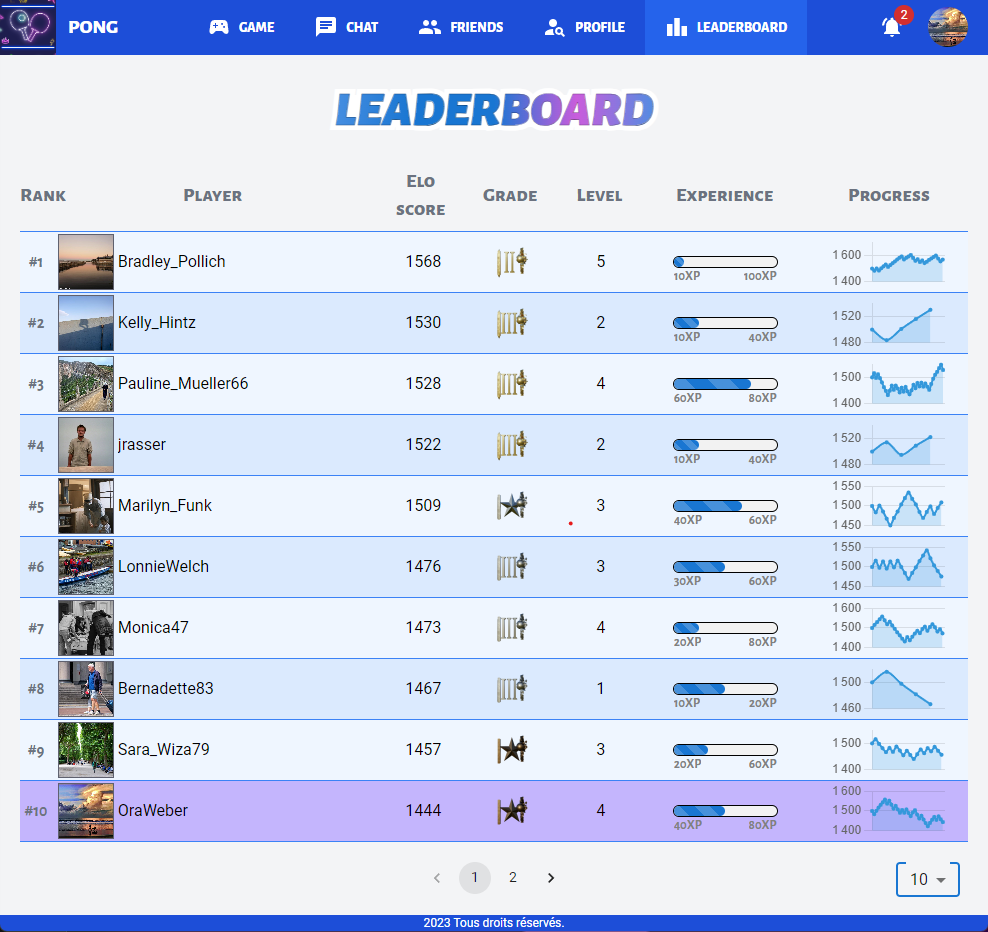 PONG GAME CHAT FRIENDS PROFILE LEADERBOARD 2
LEADERBOARD
Rank Player Elo score Grade Level Experience Progress
#1 Bradley_Pollich 1568 5 10XP 100XP 1 600 1 400
#2 Kelly_Hintz 1530 2 10XP 40XP 1 520 1 480
#3 Pauline_Mueller66 1528 4 60XP 80XP 1 500 1 400
#4 jrasser 1522 2 10XP 40XP 1 520 1 480
#5 Marilyn_Funk 1509 3 40XP 60XP 1 550 1 500 1 450
#6 LonnieWelch 1476 3 30XP 60XP 1 550 1 500 1 450
#7 Monica47 1473 4 20XP 80XP 1 600 1 500 1 400
#8 Bernadette83 1467 1 10XP 20XP 1 500 1 460
#9 Sara_Wiza79 1457 3 20XP 60XP 1 500 1 400
#10 OraWeber 1444 4 40XP 80XP 1 600 1 500 1 400
1 2 10
2023 Tous droits réservés.